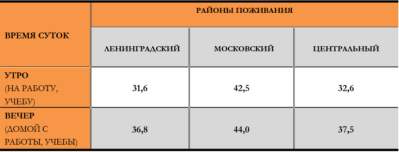 РАЙОНЫ ПОЖИВАНИЯ
ВРЕМЯ СУТОК
ЛЕНИНГРАДСКИЙ МОСКОВСКИЙ ЦЕНТРАЛЬНЫЙ
УТРО
(НА РАБОТУ, 31,6 42,5 32,6
УЧЕБУ)
ВЕЧЕР
(ДОМОЙ С 36,8 44,0 37,5
РАБОТЫ, УЧЕБЫ)